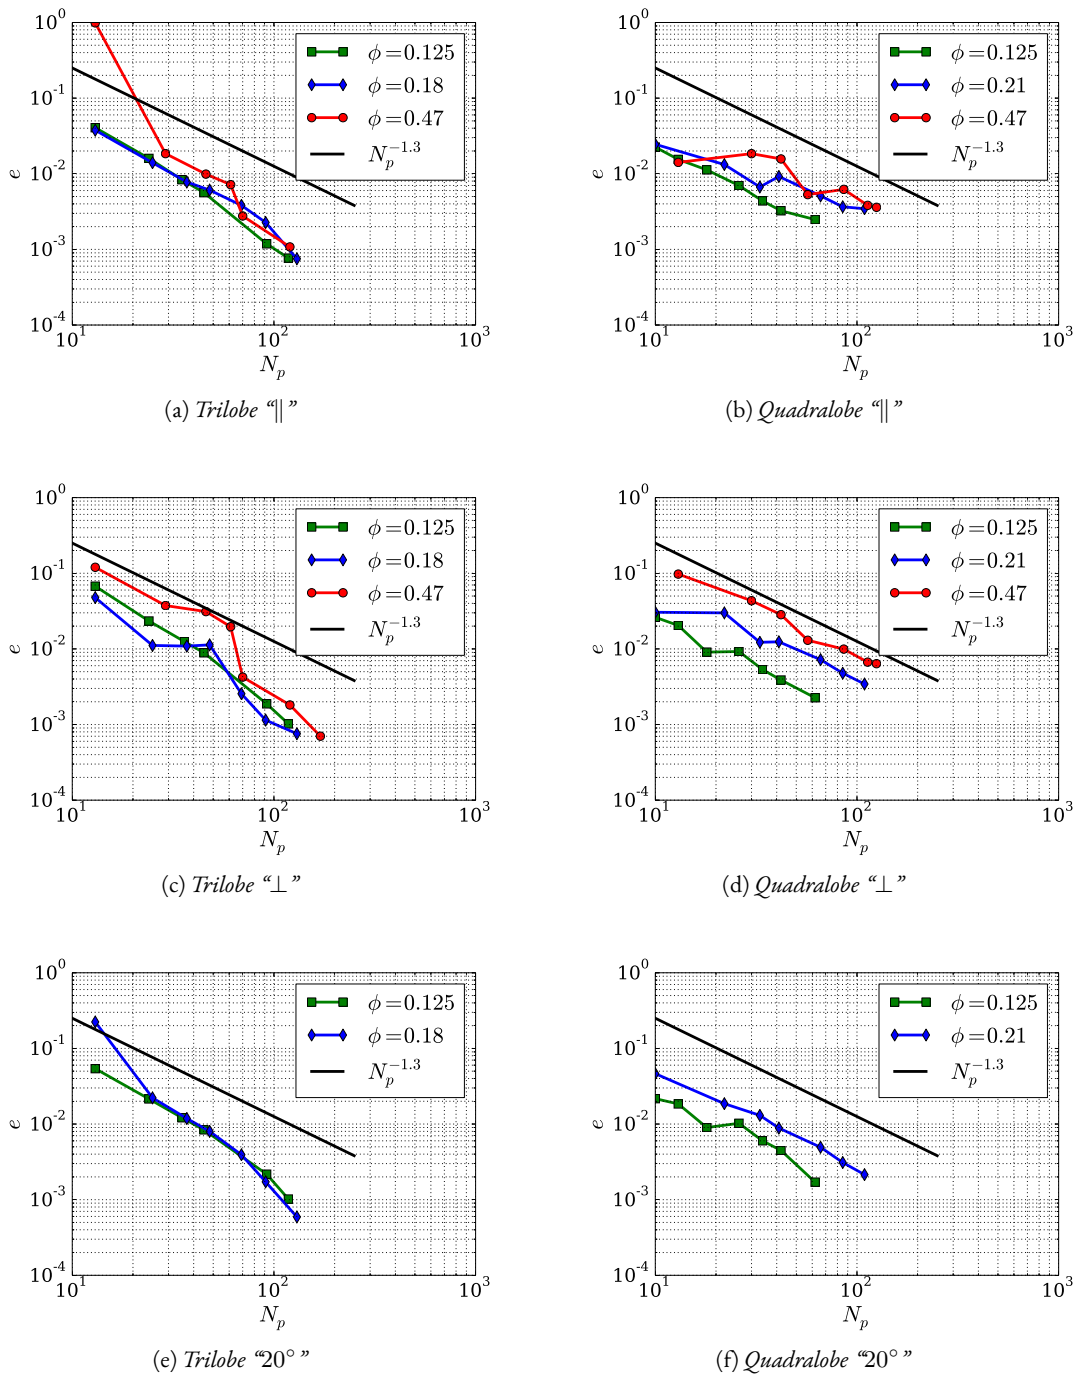 10^0
10^-1
10^-2
10^-3
10^-4
e
10^1 10^2 10^3
N_p
ϕ=0.125
ϕ=0.18
ϕ=0.47
N_p^-1.3
(a) Trilobe “∥”
10^0
10^-1
10^-2
10^-3
10^-4
e
10^1 10^2 10^3
N_p
ϕ=0.125
ϕ=0.21
ϕ=0.47
N_p^-1.3
(b) Quadralobe “∥”
10^0
10^-1
10^-2
10^-3
10^-4
e
10^1 10^2 10^3
N_p
ϕ=0.125
ϕ=0.18
ϕ=0.47
N_p^-1.3
(c) Trilobe “⊥”
10^0
10^-1
10^-2
10^-3
10^-4
e
10^1 10^2 10^3
N_p
ϕ=0.125
ϕ=0.21
ϕ=0.47
N_p^-1.3
(d) Quadralobe “⊥”
10^0
10^-1
10^-2
10^-3
10^-4
e
10^1 10^2 10^3
N_p
ϕ=0.125
ϕ=0.18
N_p^-1.3
(e) Trilobe “20°”
10^0
10^-1
10^-2
10^-3
10^-4
e
10^1 10^2 10^3
N_p
ϕ=0.125
ϕ=0.21
N_p^-1.3
(f) Quadralobe “20°”